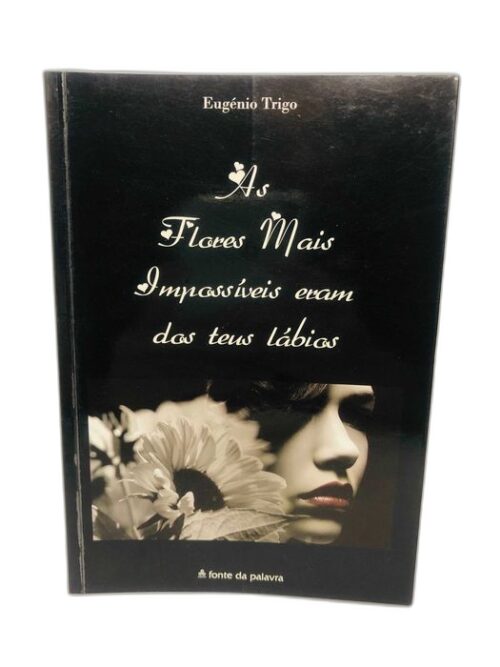 Eugénio Trigo
As
Flores Mais
Impossíveis eram
dos teus lábios
fonte da palavra